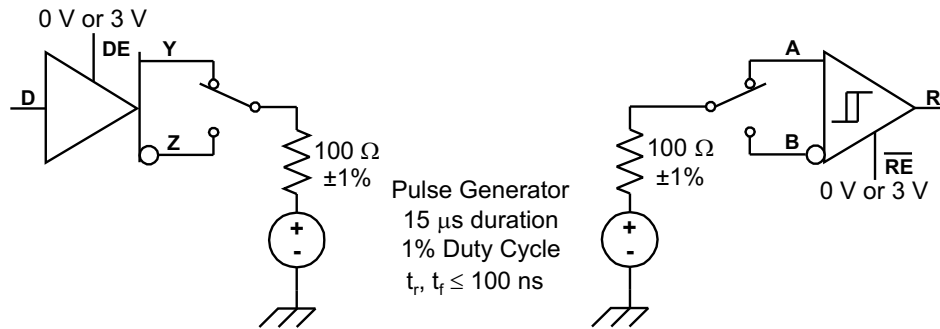 0 V or 3 V
DE
Y
D
Z
100 Ω
±1%
Pulse Generator
15 μs duration
1% Duty Cycle
tr, tf ≤ 100 ns
A
R
B
100 Ω
±1%
RE
0 V or 3 V
+
-
+
-